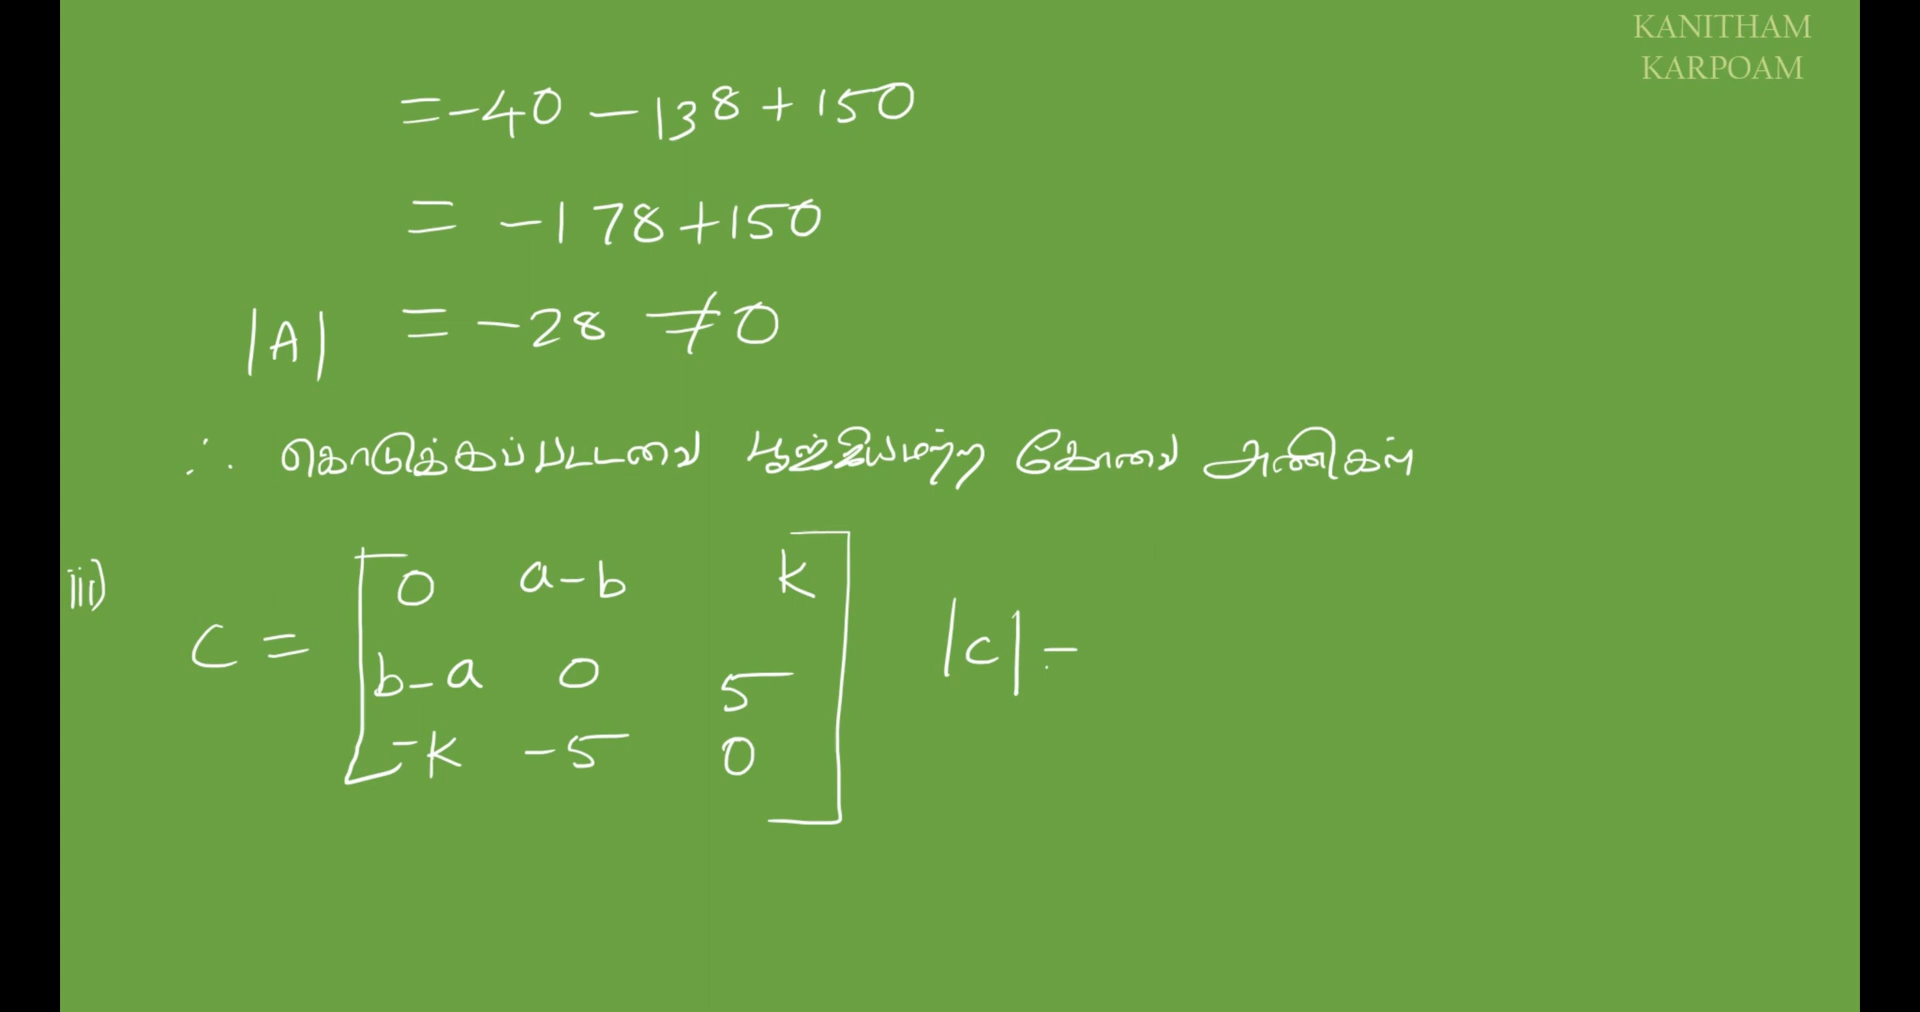 KANITHAM
KARPOAM
= -40 - 138 + 150
= -178 + 150
|A| = -28 ≠ 0
∴ கொடுக்கப்பட்டவை பூஜ்ஜியமற்ற கோவை அணிகள்
iii)
0 a-b k
C = b-a 0 5 |C| =
-k -5 0